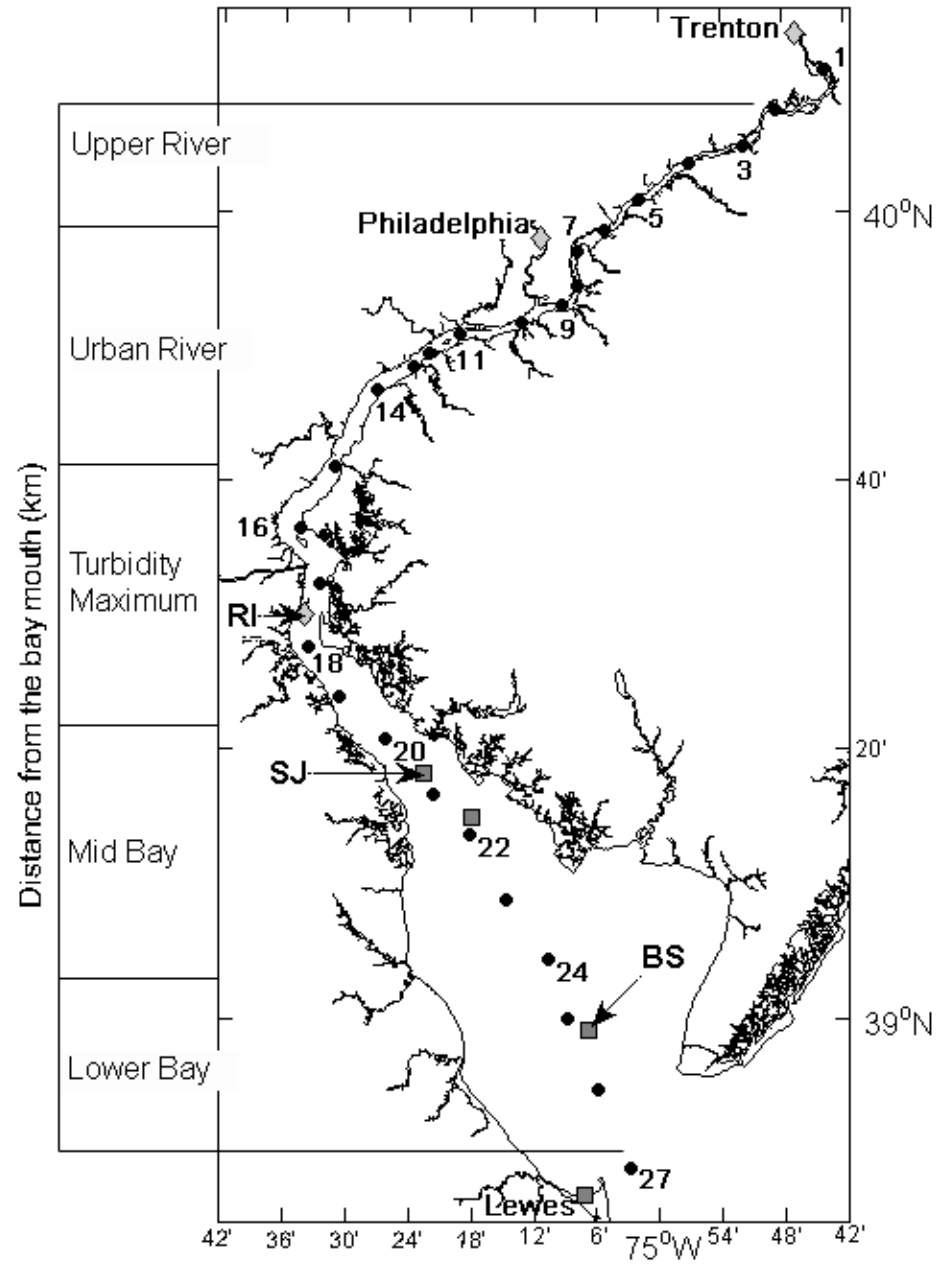 Trenton
1
Upper River
3
5
40°N
Philadelphia
7
9
Urban River
11
14
40'
16
Turbidity
Maximum
RI
18
Distance from the bay mouth (km)
20
SJ
20'
22
Mid Bay
24
BS
39°N
Lower Bay
27
Lewes
42' 36' 30' 24' 18' 12' 6' 75°W 54' 48' 42'